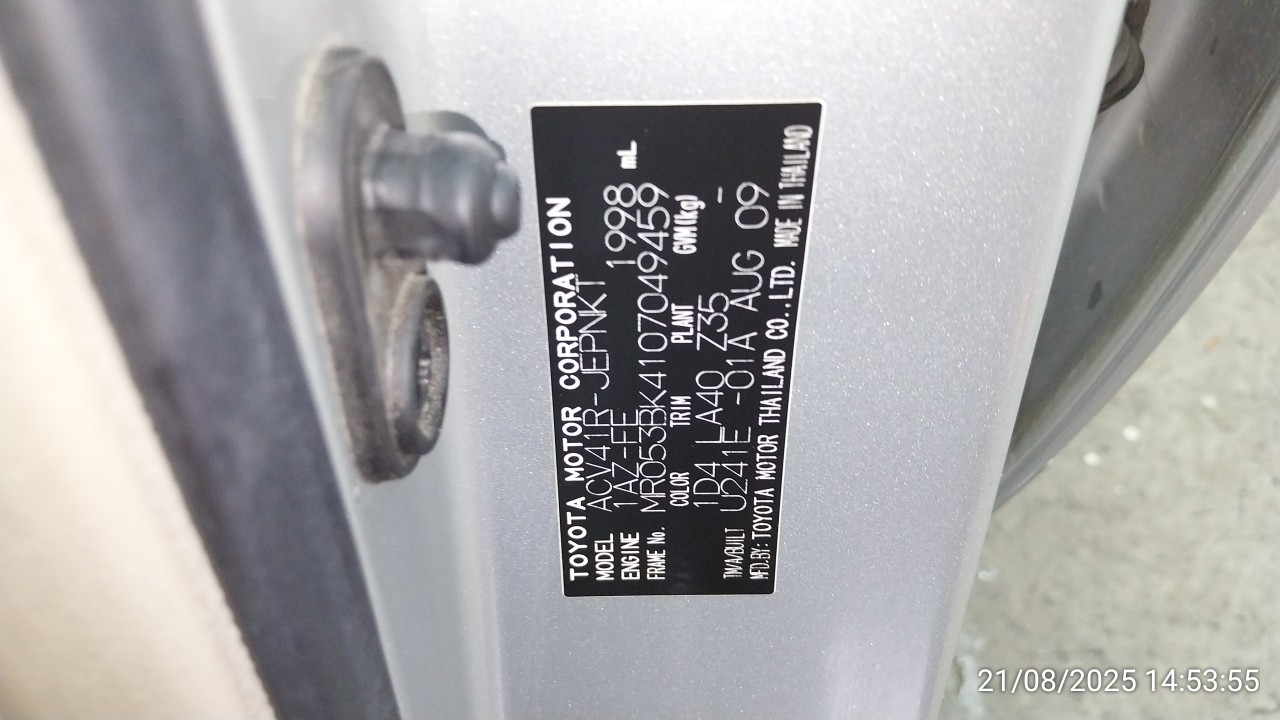 TOYOTA MOTOR CORPORATION
MODEL ACV41R-JEPNKT
ENGINE 1AZ-FE 1998 mL
FRAME No. MR053BK4107049459
COLOR TRIM PLANT GVM(kg)
1D4 LA40 Z35 -
TM/A/BUILT U241E -01A AUG 09
MFD.BY: TOYOTA MOTOR THAILAND CO.,LTD. MADE IN THAILAND
21/08/2025 14:53:55